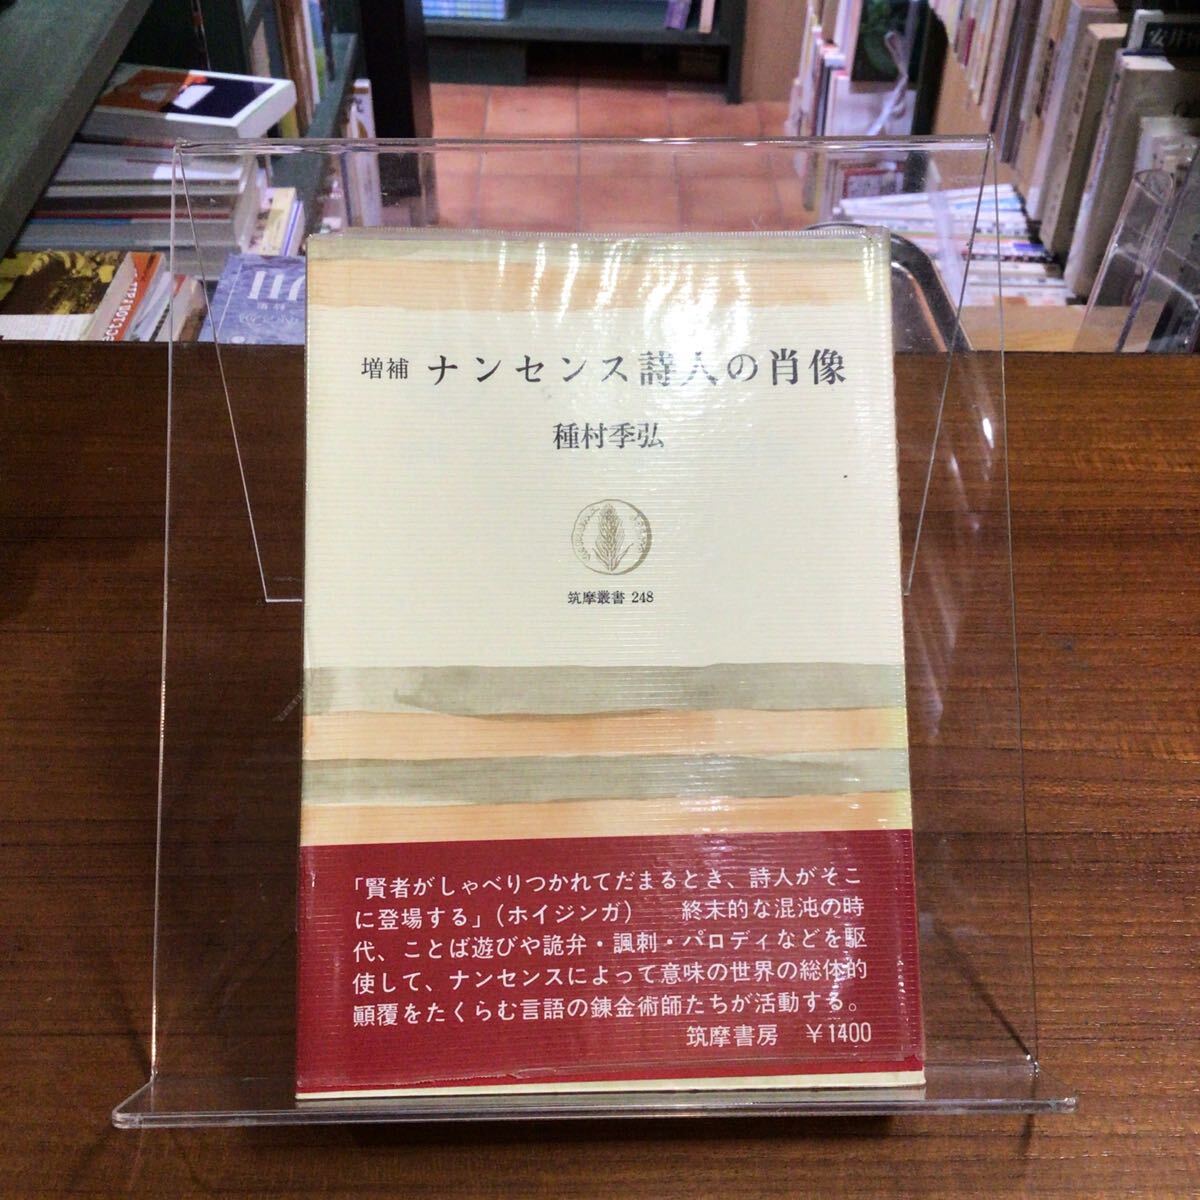 増補 ナンセンス詩人の肖像
種村季弘
筑摩叢書 248
「賢者がしゃべりつかれてだまるとき、詩人がそこ
に登場する」(ホイジンガ)　終末的な混沌の時
代、ことば遊びや詭弁・諷刺・パロディなどを駆
使して、ナンセンスによって意味の世界の総体的
顛覆をたくらむ言語の錬金術師たちが活動する。
筑摩書房 ￥1400